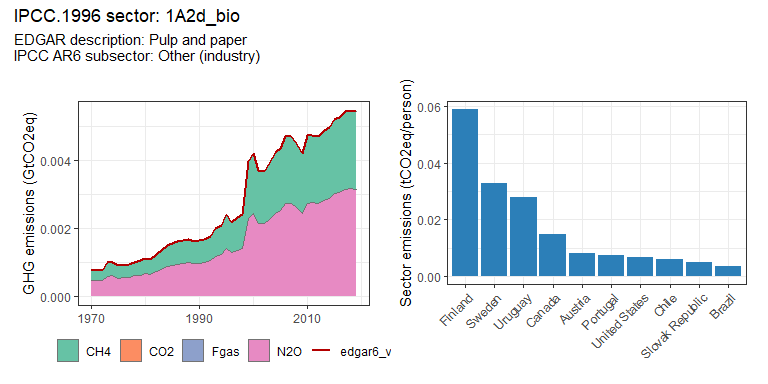 IPCC.1996 sector: 1A2d_bio
EDGAR description: Pulp and paper
IPCC AR6 subsector: Other (industry)
GHG emissions (GtCO2eq)
0.004
0.002
0.000
1970
1990
2010
CH4
CO2
Fgas
N2O
edgar6_v
Sector emissions (tCO2eq/person)
0.06
0.04
0.02
0.00
Finland
Sweden
Uruguay
Canada
Austria
Portugal
United States
Chile
Slovak Republic
Brazil